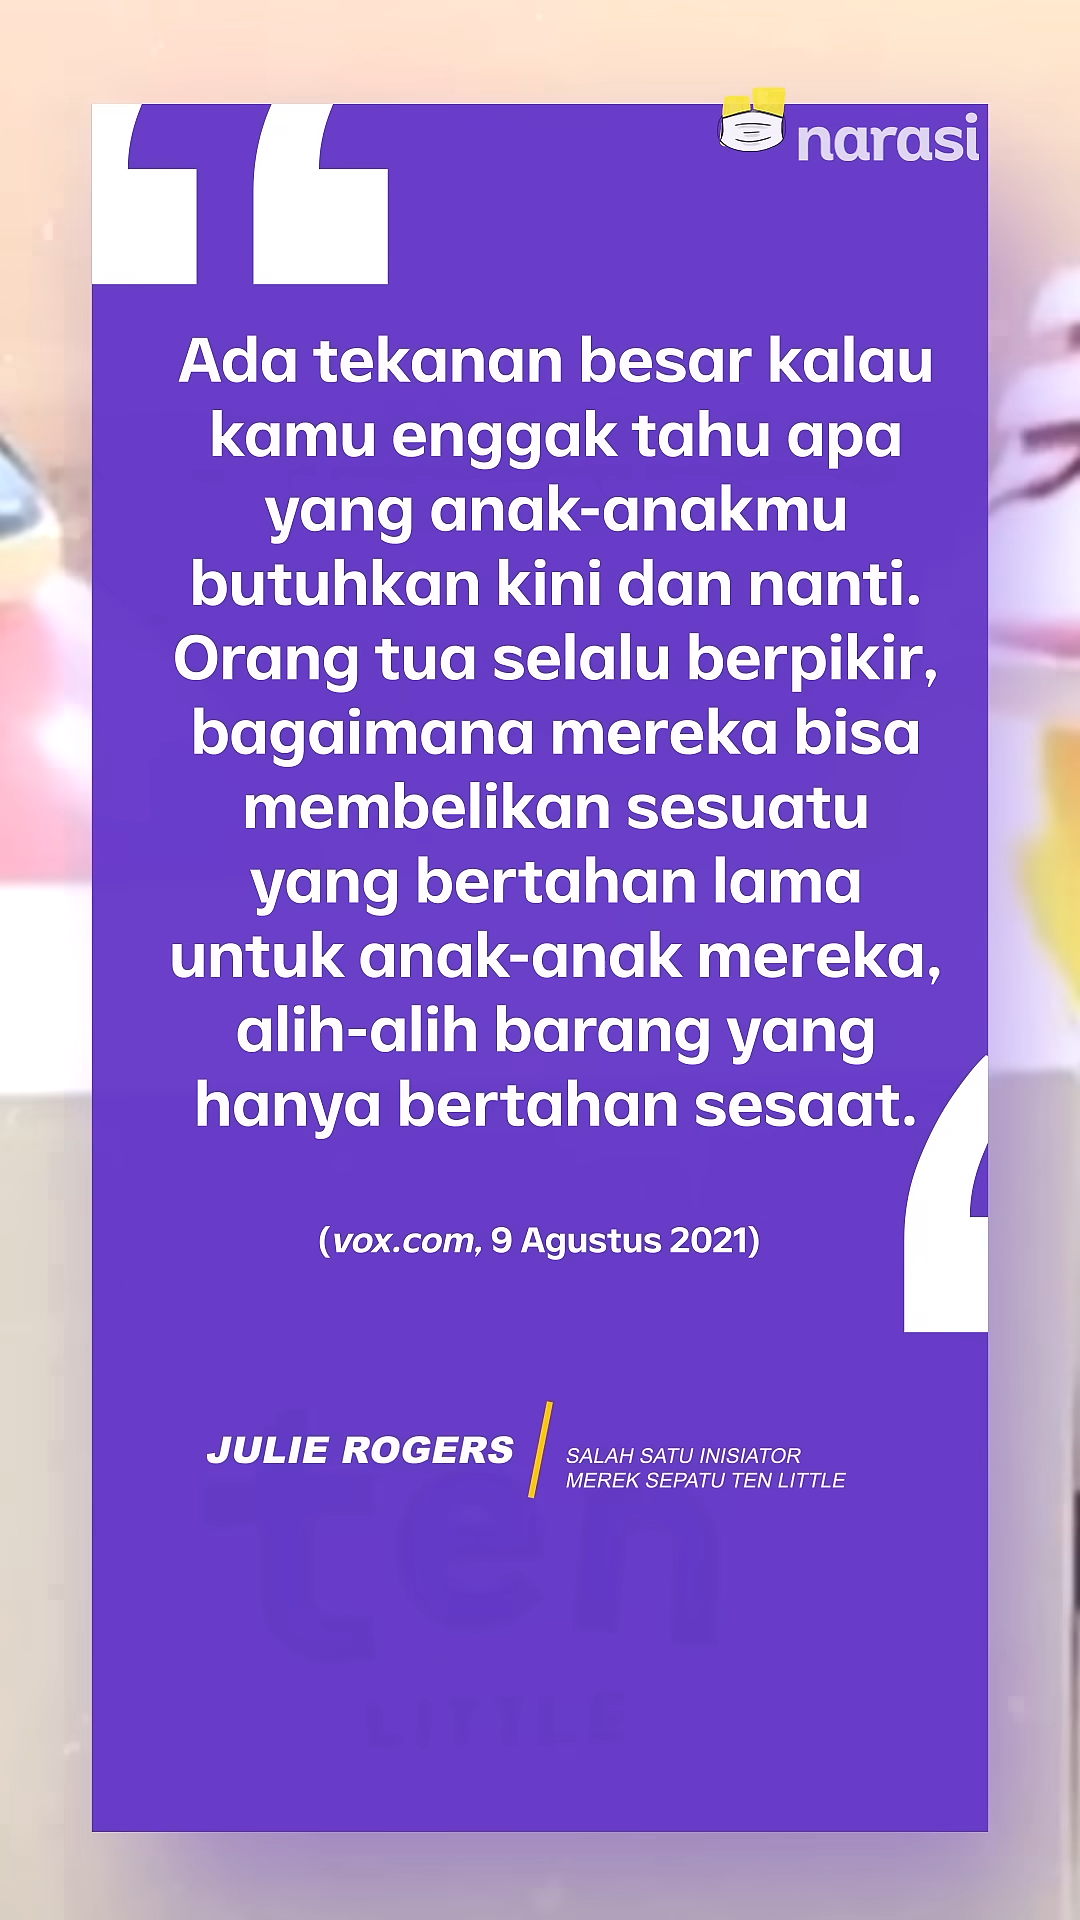 narasi
Ada tekanan besar kalau
kamu enggak tahu apa
yang anak-anakmu
butuhkan kini dan nanti.
Orang tua selalu berpikir,
bagaimana mereka bisa
membelikan sesuatu
yang bertahan lama
untuk anak-anak mereka,
alih-alih barang yang
hanya bertahan sesaat.
(vox.com, 9 Agustus 2021)
JULIE ROGERS
SALAH SATU INISIATOR
MEREK SEPATU TEN LITTLE
ten
LITTLE